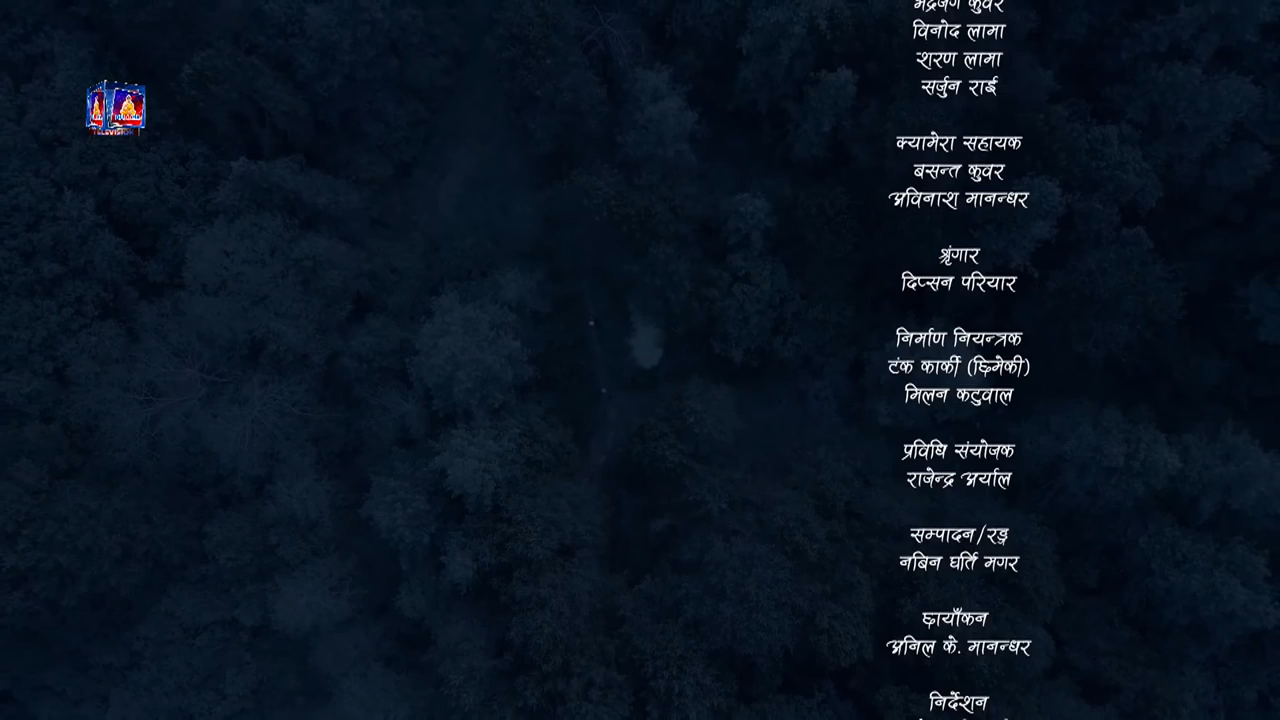 विनोद लामा
शरण लामा
सर्जुन राई
क्यामेरा सहायक
बसन्त कुवर
अविनाश मानन्धर
श्रृंगार
दिप्सन परियार
निर्माण नियन्त्रक
टंक कार्की (छिमेकी)
मिलन कटुवाल
प्रविधि संयोजक
राजेन्द्र अर्याल
सम्पादन/रङ्ग
नबिन घर्ति मगर
छायाँकन
अनिल के. मानन्धर
निर्देशन
TELEVISION